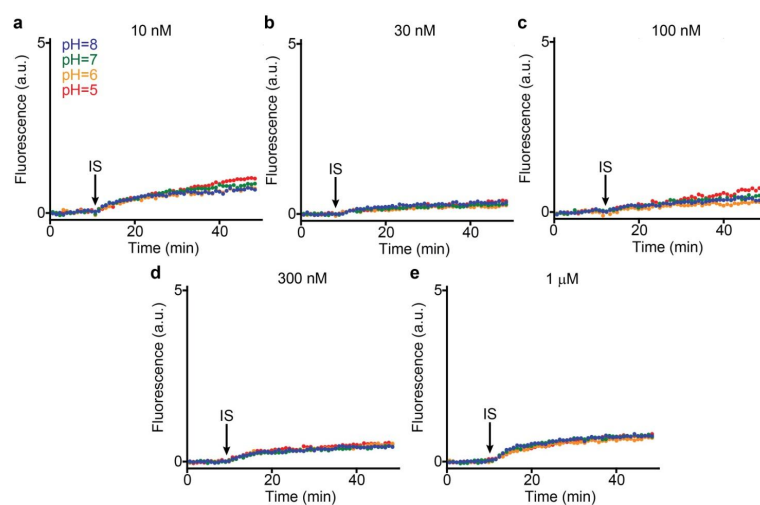 a
10 nM
pH=8
pH=7
pH=6
pH=5
5
0
IS
Fluorescence (a.u.)
0 20 40
Time (min)
b
30 nM
5
0
IS
Fluorescence (a.u.)
0 20 40
Time (min)
c
100 nM
5
0
IS
Fluorescence (a.u.)
0 20 40
Time (min)
d
300 nM
5
0
IS
Fluorescence (a.u.)
0 20 40
Time (min)
e
1 μM
5
0
IS
Fluorescence (a.u.)
0 20 40
Time (min)